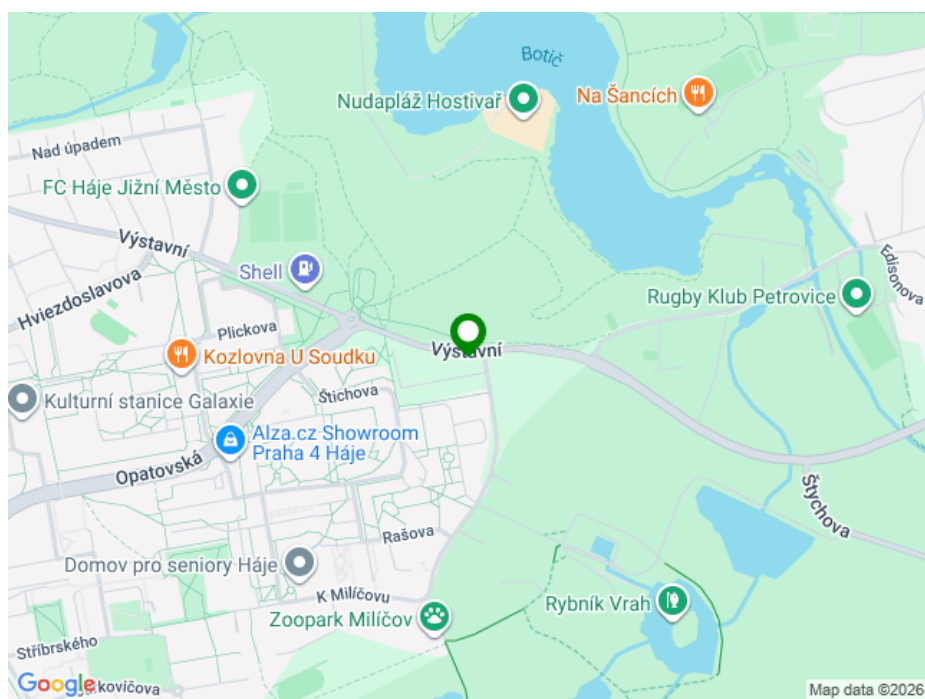 Botič
Nudapláž Hostivař
Na Šancích
Nad úpadem
FC Háje Jižní Město
Výstavní
Edisonova
Shell
Hviezdoslavova
Rugby Klub Petrovice
Plickova
Výstavní
Kozlovna U Soudku
Kulturní stanice Galaxie
Štichova
Alza.cz Showroom
Praha 4 Háje
Opatovská
Štychova
Rašova
Domov pro seniory Háje
K Milíčovu
Rybník Vrah
Zoopark Milíčov
Stříbrského
Google
Map data ©2026